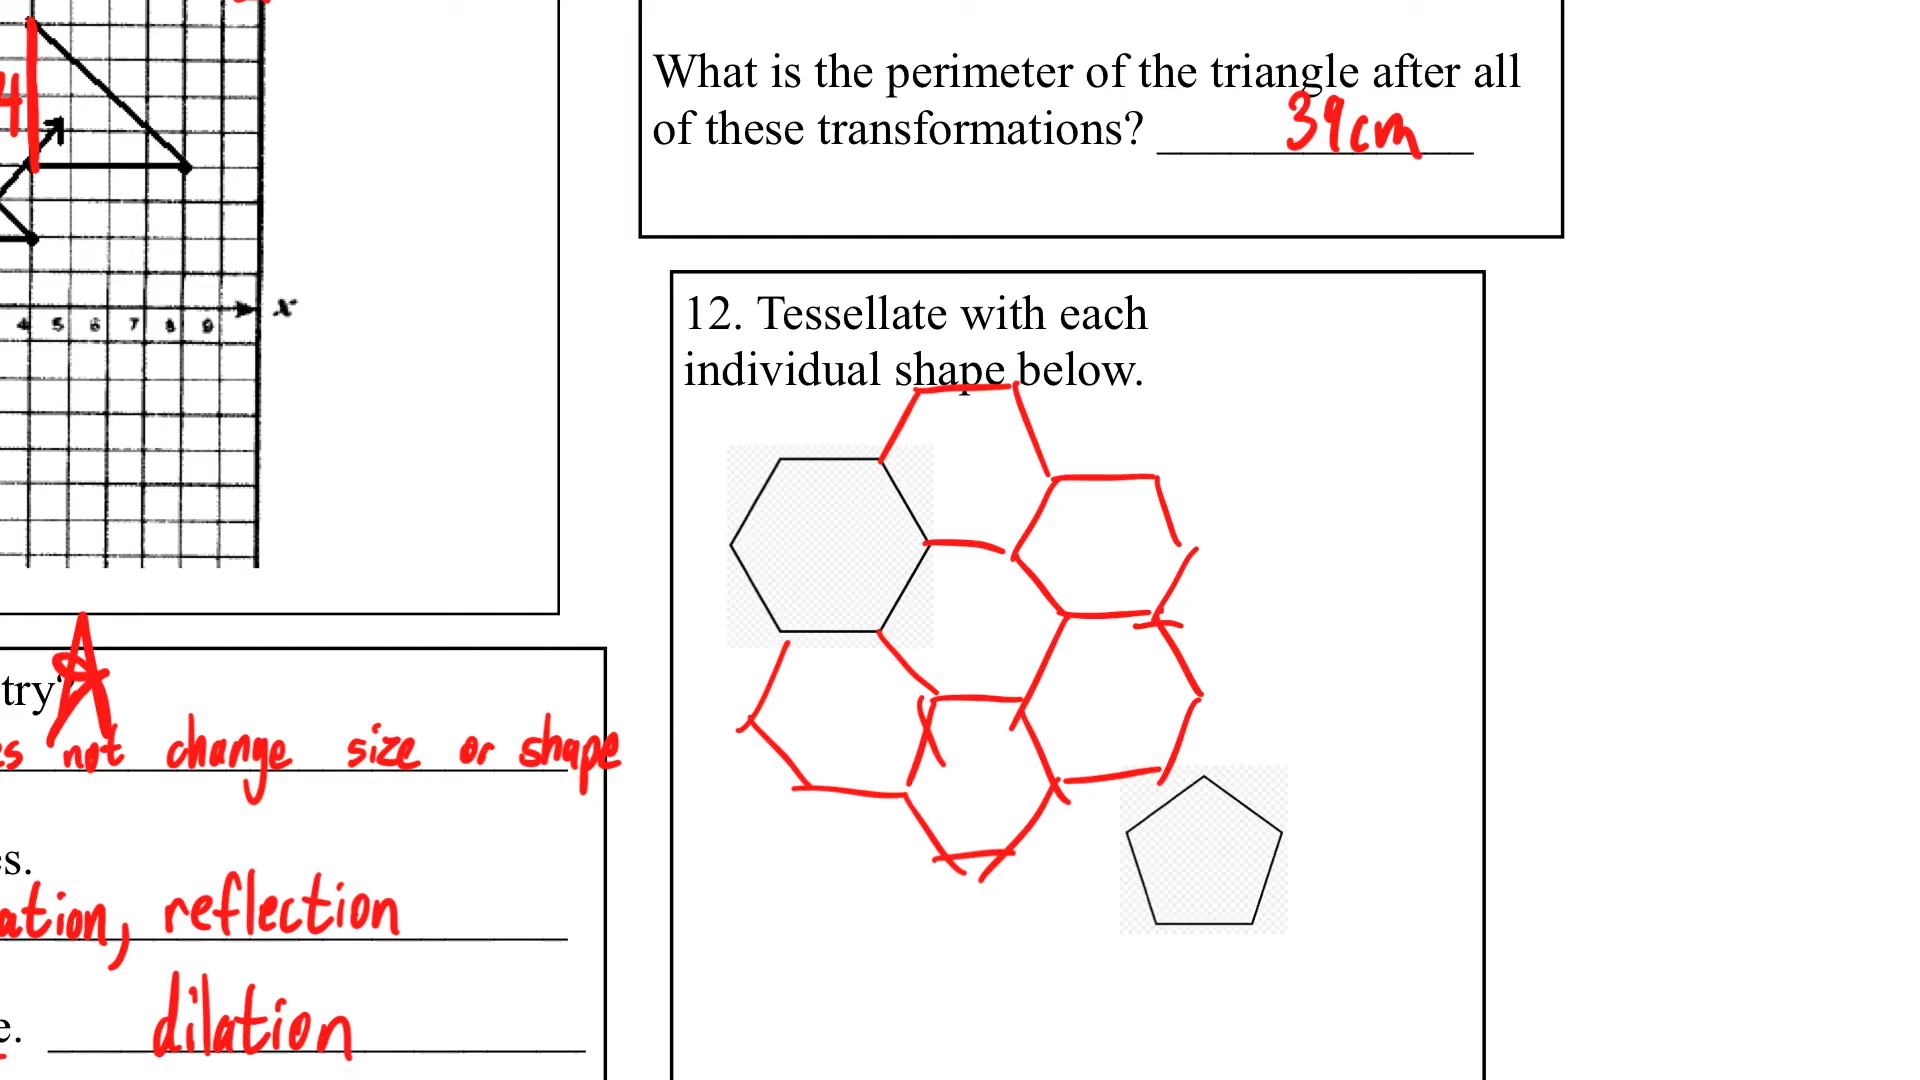 4
x
4 5 6 7 8 9
What is the perimeter of the triangle after all
of these transformations? 39cm
try?
not change size or shape
reflection
dilation
12. Tessellate with each
individual shape below.